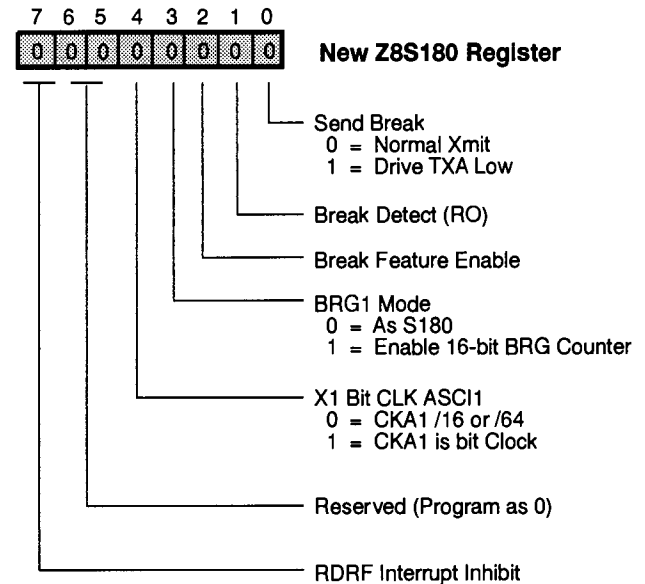 7 6 5 4 3 2 1 0
0 0 0 0 0 0 0 0
New Z8S180 Register
Send Break
0 = Normal Xmit
1 = Drive TXA Low
Break Detect (RO)
Break Feature Enable
BRG1 Mode
0 = As S180
1 = Enable 16-bit BRG Counter
X1 Bit CLK ASCI1
0 = CKA1 /16 or /64
1 = CKA1 is bit Clock
Reserved (Program as 0)
RDRF Interrupt Inhibit